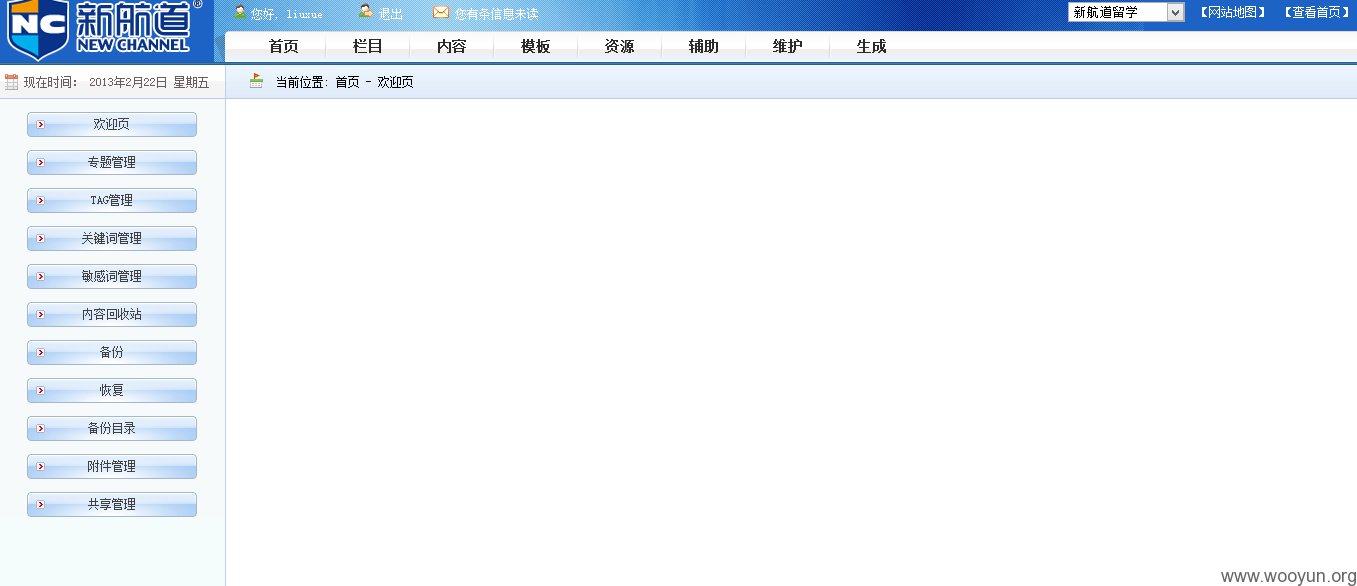 NC 新航道® NEW CHANNEL
您好, liuxue 退出 您有条信息未读 新航道留学 【网站地图】 【查看首页】
首页 栏目 内容 模板 资源 辅助 维护 生成
现在时间： 2013年2月22日 星期五
当前位置: 首页 - 欢迎页
欢迎页
专题管理
TAG管理
关键词管理
敏感词管理
内容回收站
备份
恢复
备份目录
附件管理
共享管理
www.wooyun.org